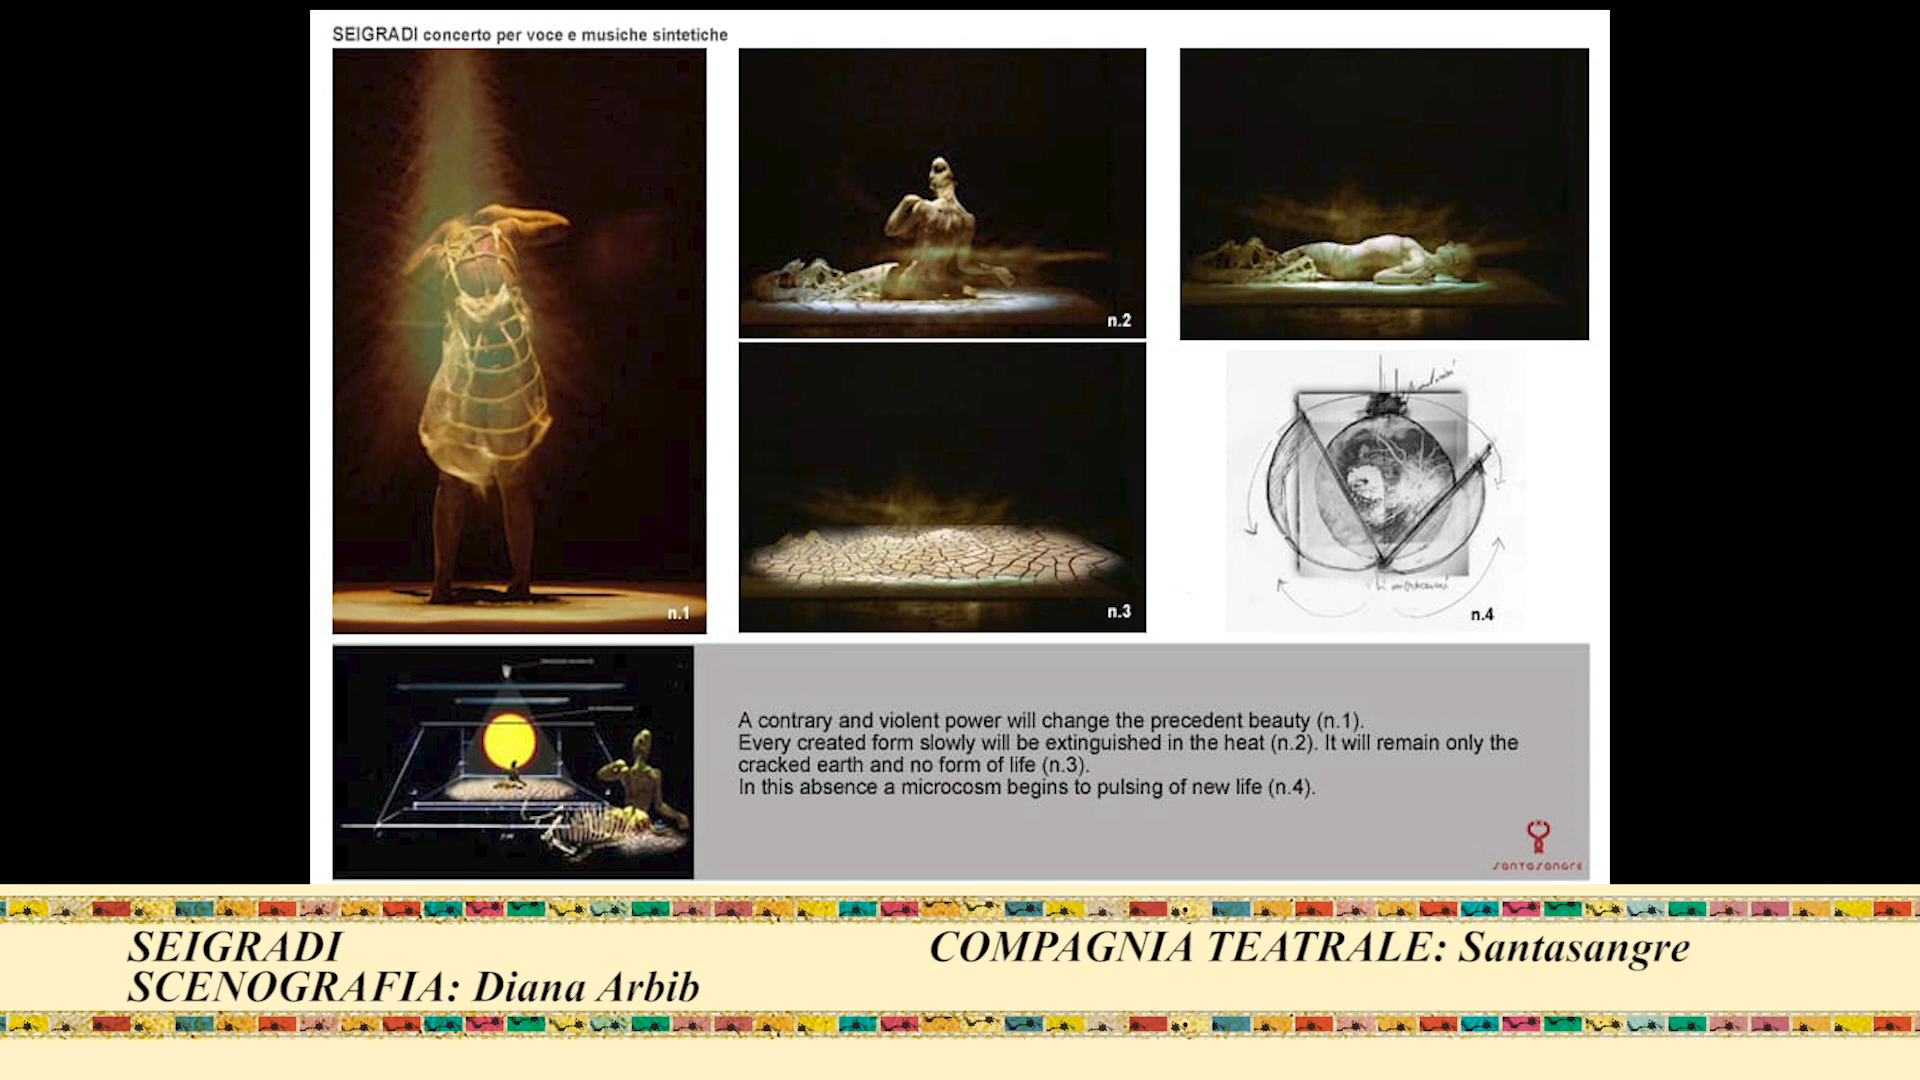 SEIGRADI concerto per voce e musiche sintetiche
n.1
n.2
n.3
n.4
A contrary and violent power will change the precedent beauty (n.1).
Every created form slowly will be extinguished in the heat (n.2). It will remain only the
cracked earth and no form of life (n.3).
In this absence a microcosm begins to pulsing of new life (n.4).
santasangre
SEIGRADI
SCENOGRAFIA: Diana Arbib
COMPAGNIA TEATRALE: Santasangre